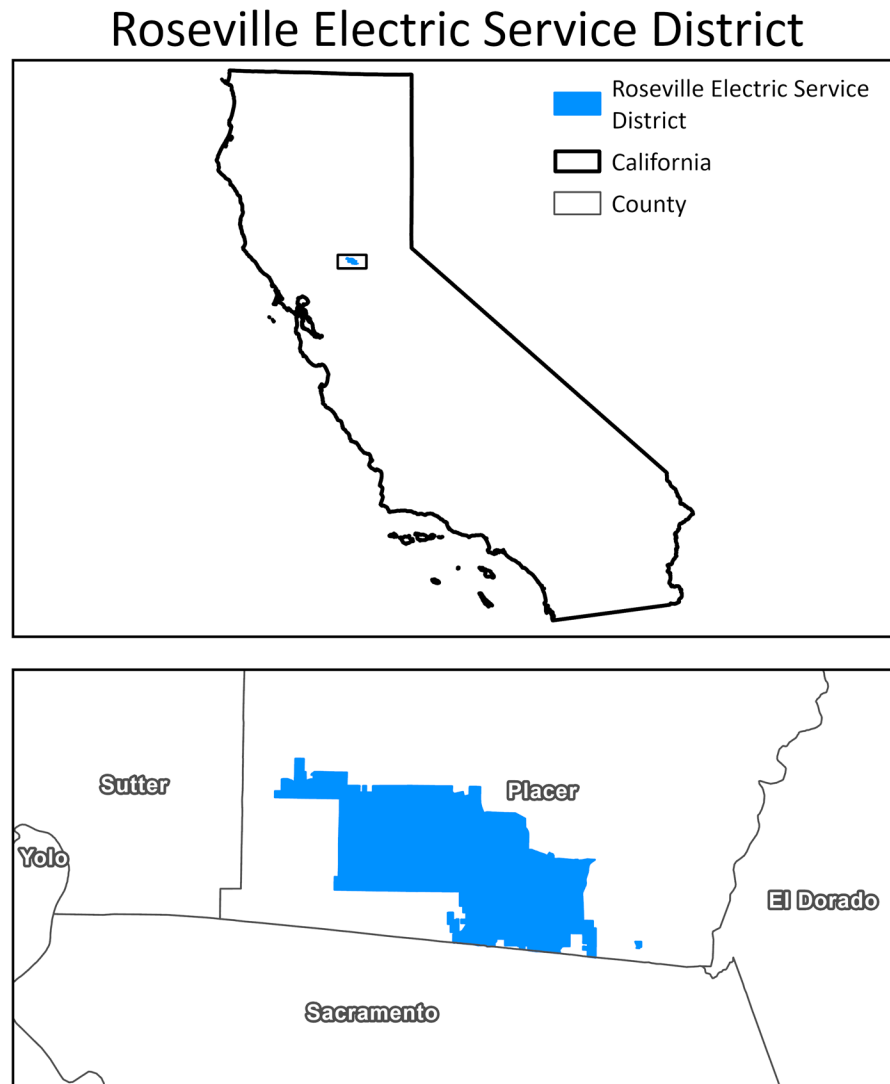 Roseville Electric Service District
Roseville Electric Service
District
California
County
Sutter
Placer
Yolo
El Dorado
Sacramento